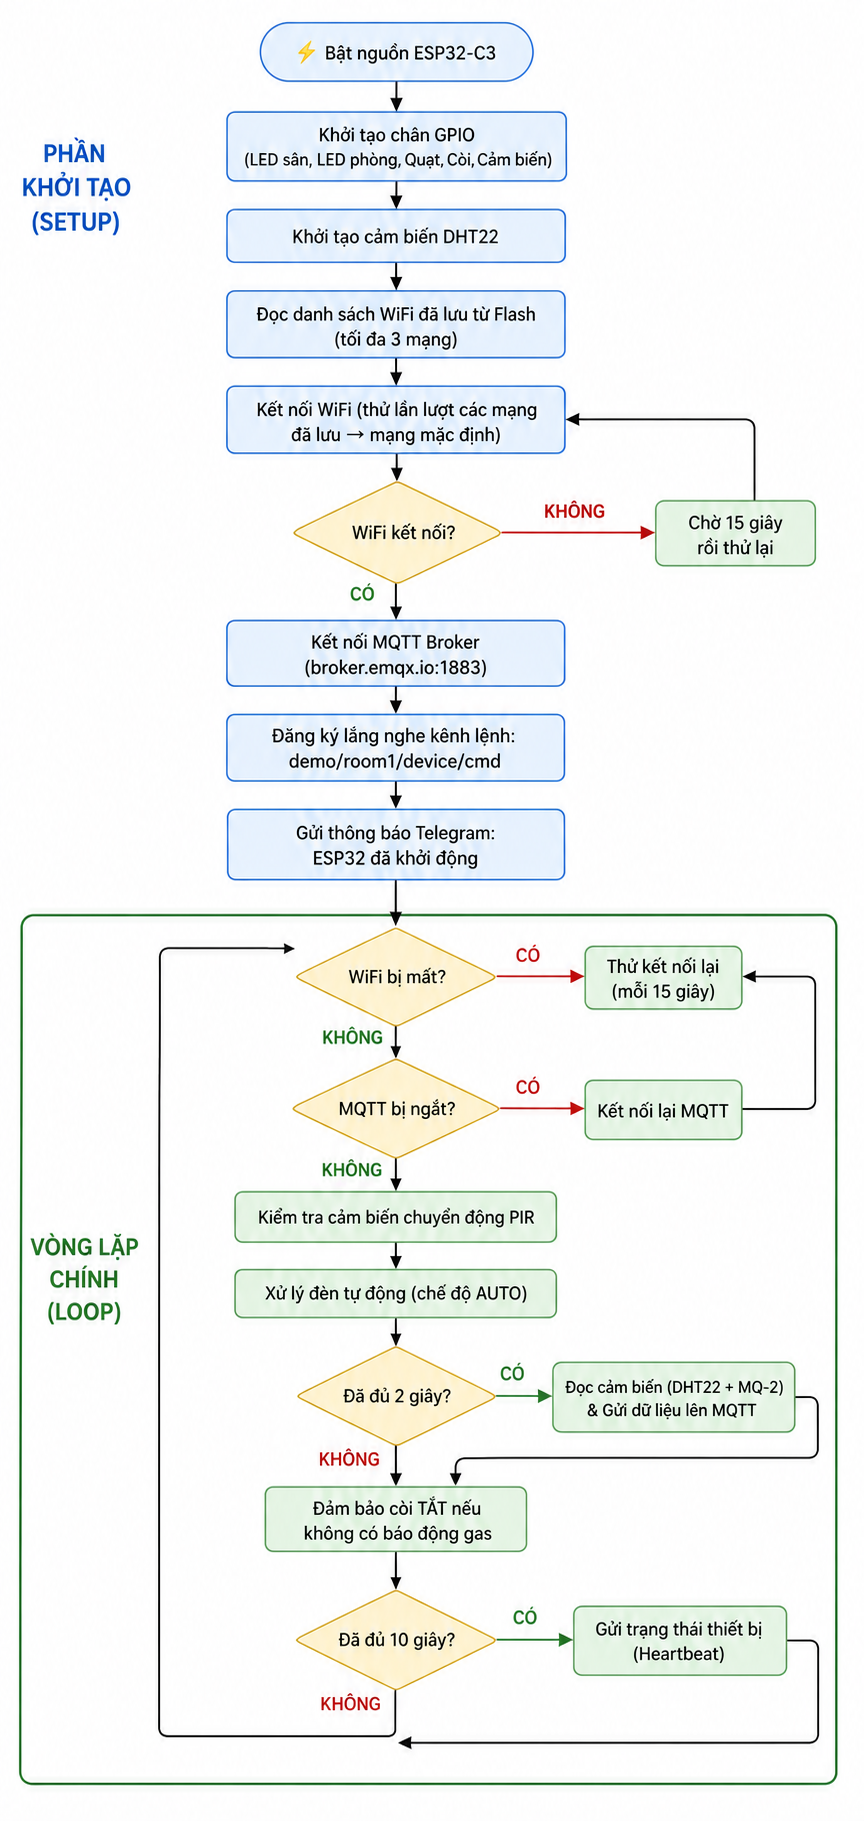 ⚡ Bật nguồn ESP32-C3
PHẦN
KHỞI TẠO
(SETUP)
Khởi tạo chân GPIO
(LED sân, LED phòng, Quạt, Còi, Cảm biến)
Khởi tạo cảm biến DHT22
Đọc danh sách WiFi đã lưu từ Flash
(tối đa 3 mạng)
Kết nối WiFi (thử lần lượt các mạng
đã lưu → mạng mặc định)
WiFi kết nối?
KHÔNG
Chờ 15 giây
rồi thử lại
CÓ
Kết nối MQTT Broker
(broker.emqx.io:1883)
Đăng ký lắng nghe kênh lệnh:
demo/room1/device/cmd
Gửi thông báo Telegram:
ESP32 đã khởi động
WiFi bị mất?
CÓ
Thử kết nối lại
(mỗi 15 giây)
KHÔNG
MQTT bị ngắt?
CÓ
Kết nối lại MQTT
KHÔNG
Kiểm tra cảm biến chuyển động PIR
VÒNG LẶP
CHÍNH
(LOOP)
Xử lý đèn tự động (chế độ AUTO)
Đã đủ 2 giây?
CÓ
Đọc cảm biến (DHT22 + MQ-2)
& Gửi dữ liệu lên MQTT
KHÔNG
Đảm bảo còi TẮT nếu
không có báo động gas
Đã đủ 10 giây?
CÓ
Gửi trạng thái thiết bị
(Heartbeat)
KHÔNG